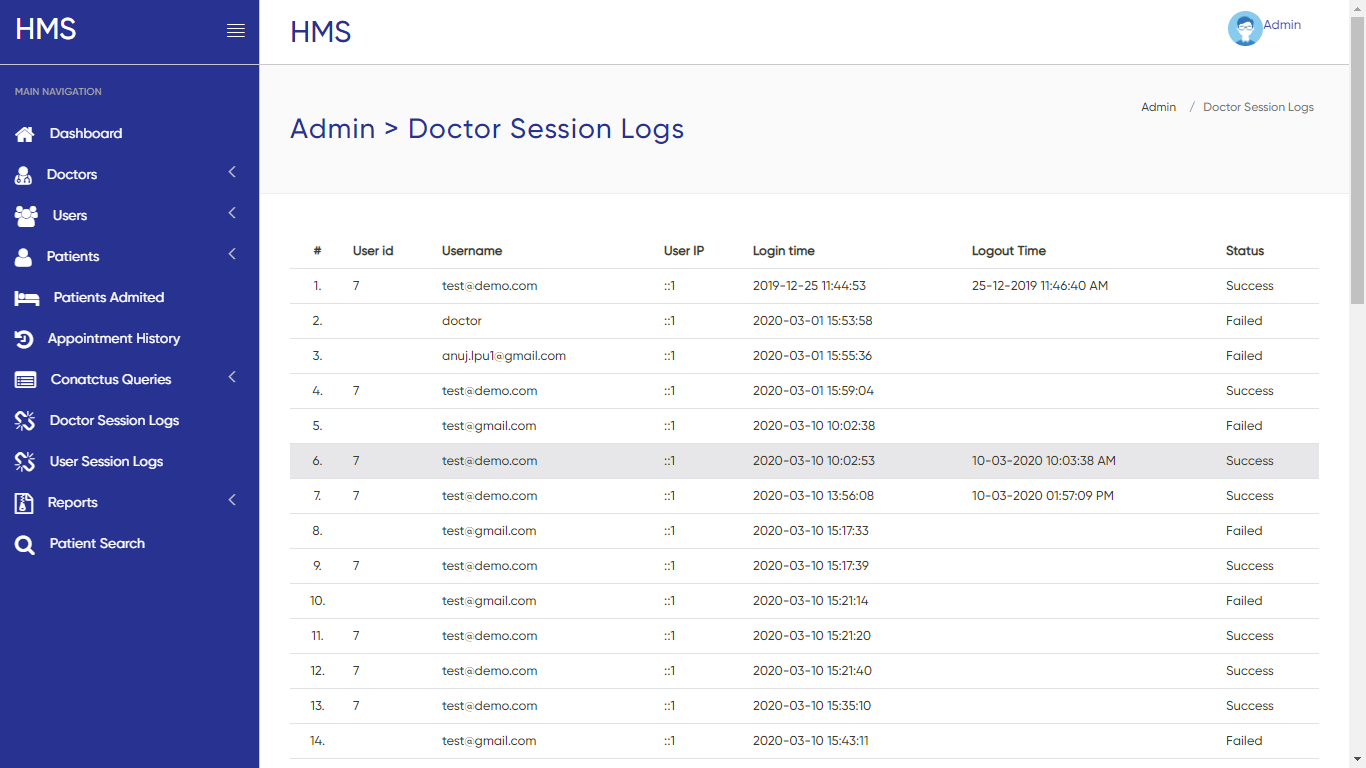 HMS
HMS
Admin
MAIN NAVIGATION
Dashboard
Doctors
Users
Patients
Patients Admited
Appointment History
Conatctus Queries
Doctor Session Logs
User Session Logs
Reports
Patient Search
Admin / Doctor Session Logs
Admin > Doctor Session Logs
# User id Username User IP Login time Logout Time Status
1. 7 test@demo.com ::1 2019-12-25 11:44:53 25-12-2019 11:46:40 AM Success
2. doctor ::1 2020-03-01 15:53:58 Failed
3. anuj.lpu1@gmail.com ::1 2020-03-01 15:55:36 Failed
4. 7 test@demo.com ::1 2020-03-01 15:59:04 Success
5. test@gmail.com ::1 2020-03-10 10:02:38 Failed
6. 7 test@demo.com ::1 2020-03-10 10:02:53 10-03-2020 10:03:38 AM Success
7. 7 test@demo.com ::1 2020-03-10 13:56:08 10-03-2020 01:57:09 PM Success
8. test@gmail.com ::1 2020-03-10 15:17:33 Failed
9. 7 test@demo.com ::1 2020-03-10 15:17:39 Success
10. test@gmail.com ::1 2020-03-10 15:21:14 Failed
11. 7 test@demo.com ::1 2020-03-10 15:21:20 Success
12. 7 test@demo.com ::1 2020-03-10 15:21:40 Success
13. 7 test@demo.com ::1 2020-03-10 15:35:10 Success
14. test@gmail.com ::1 2020-03-10 15:43:11 Failed